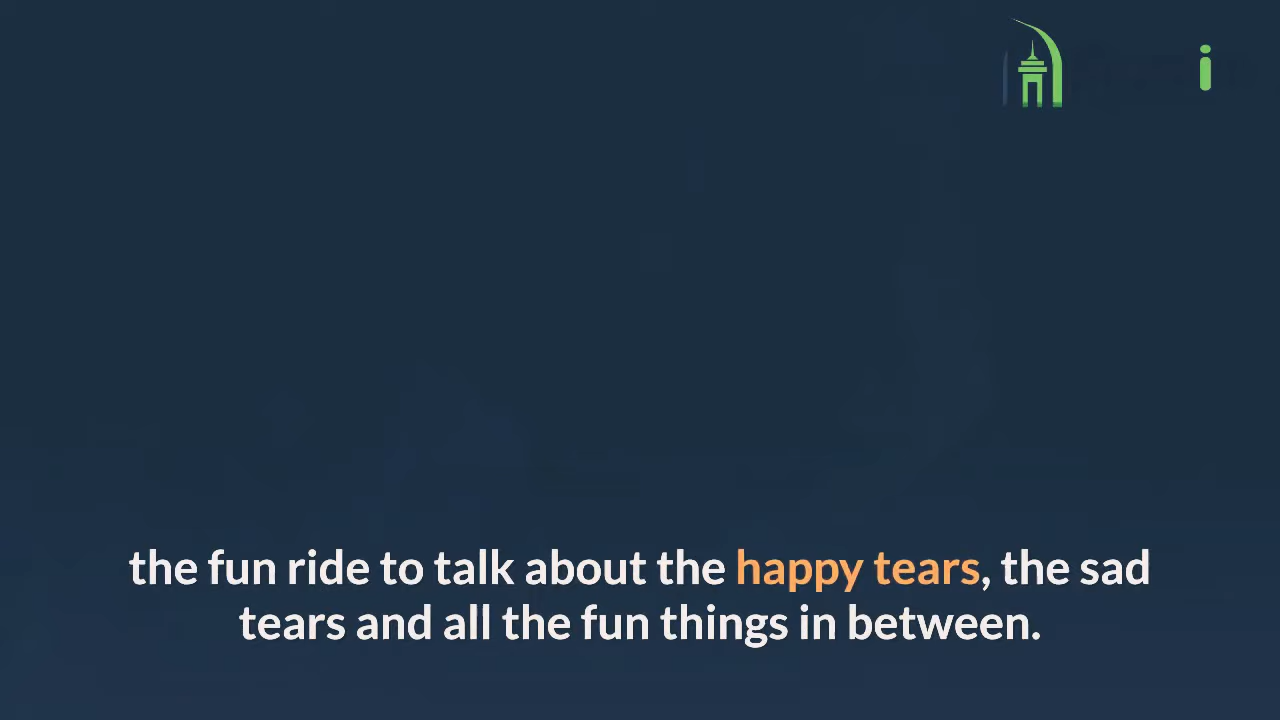 i
the fun ride to talk about the happy tears, the sad
tears and all the fun things in between.